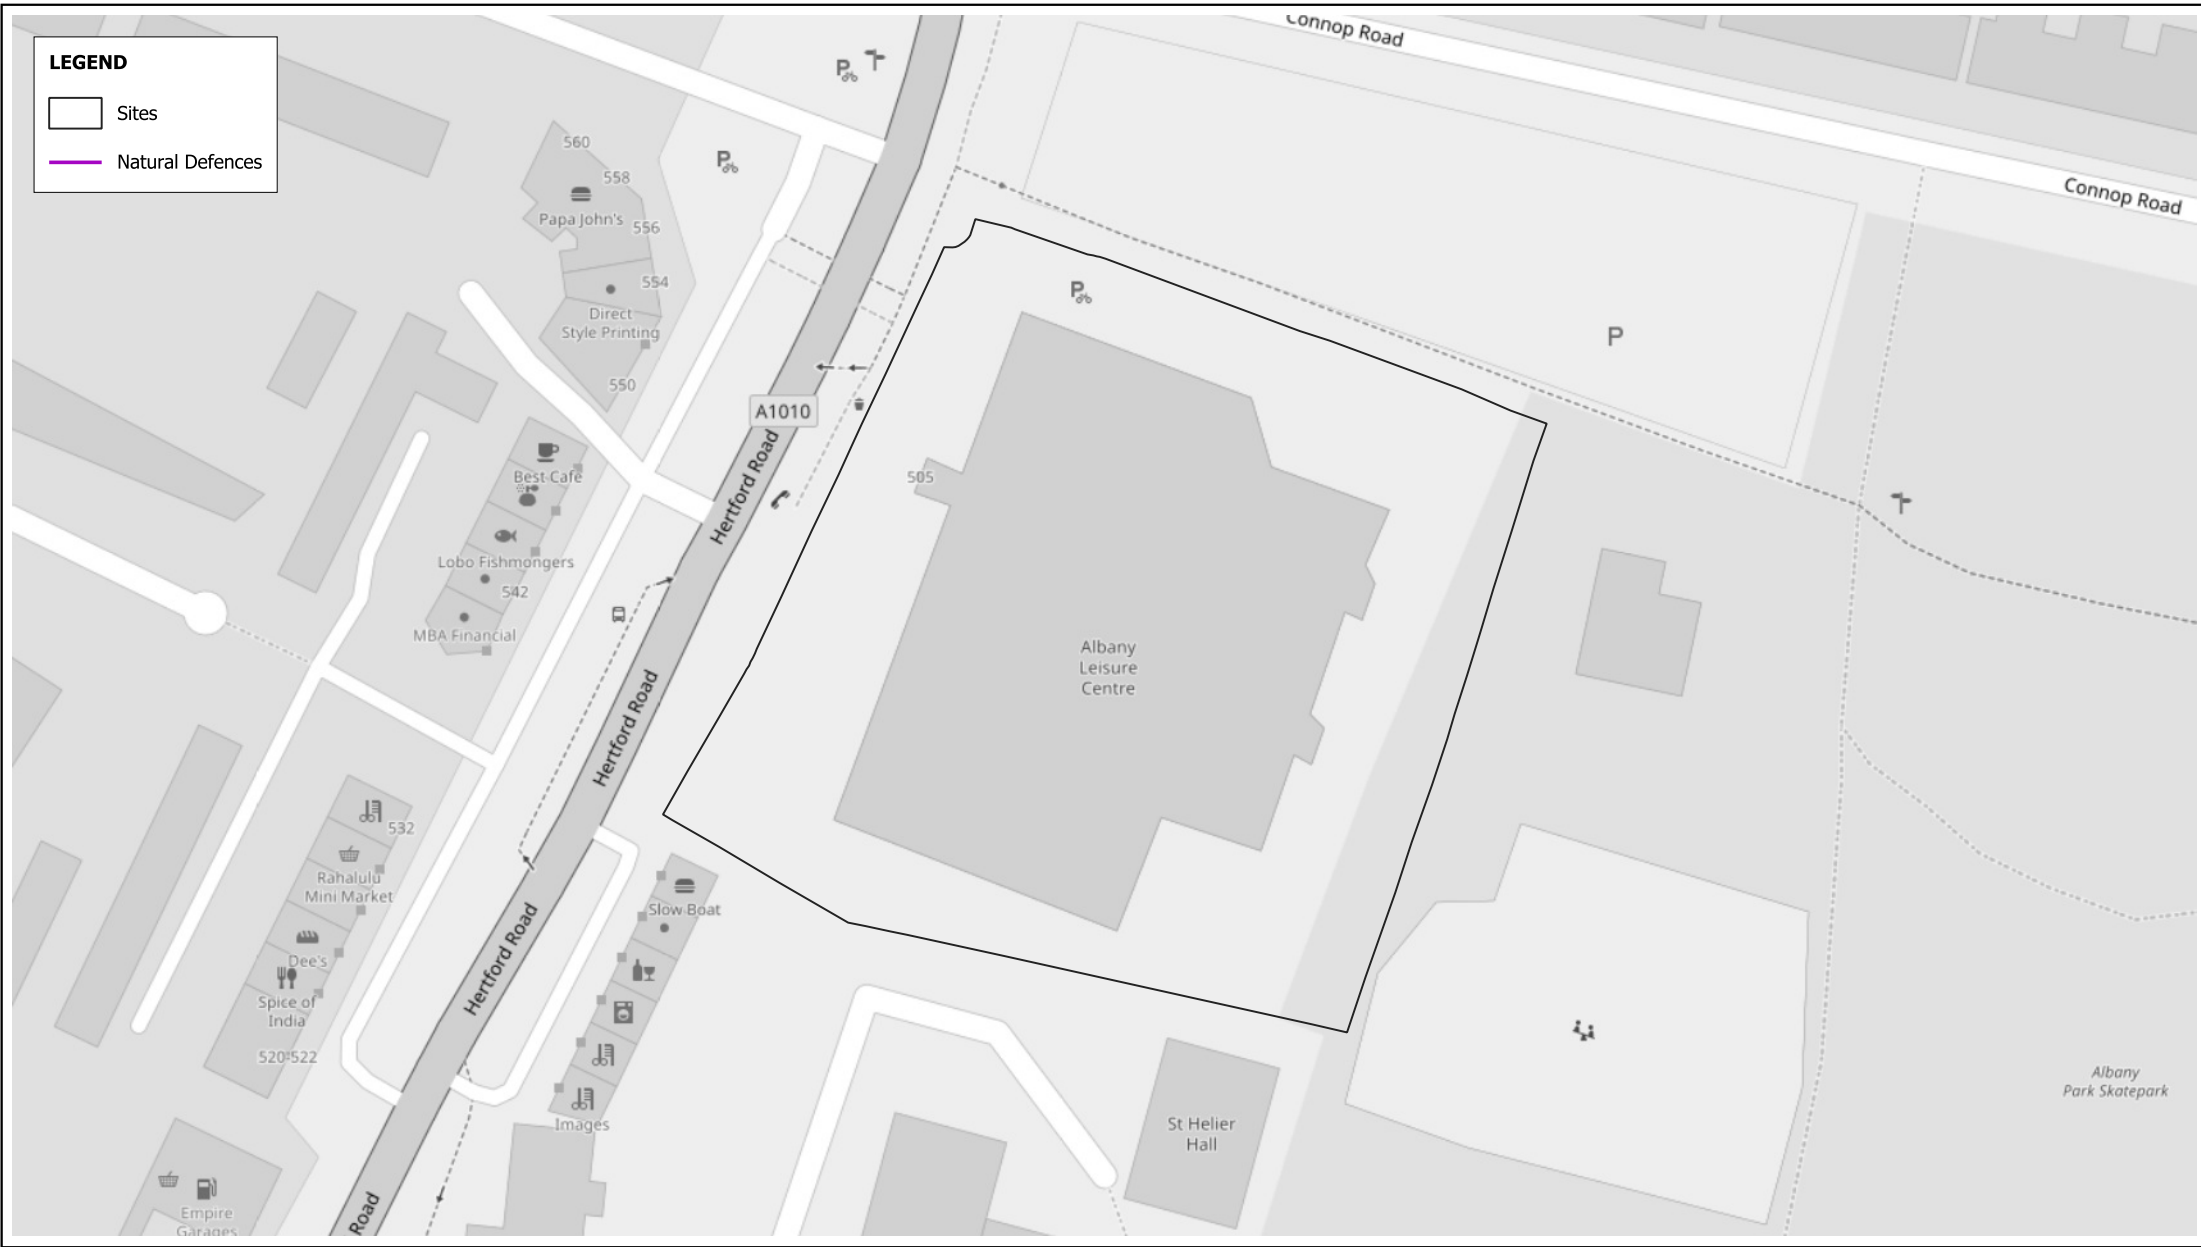 LEGEND
Sites
Natural Defences
Connop Road
Connop Road
P
P
P
P
560
558
Papa John's
556
554
Direct
Style Printing
550
A1010
Hertford Road
Best Cafe
505
Lobo Fishmongers
542
MBA Financial
Albany
Leisure
Centre
Hertford Road
532
Rahalulu
Mini Market
Slow Boat
Dee's
Hertford Road
Spice of
India
520-522
Images
St Helier
Hall
Albany
Park Skatepark
Empire
Garages
Road